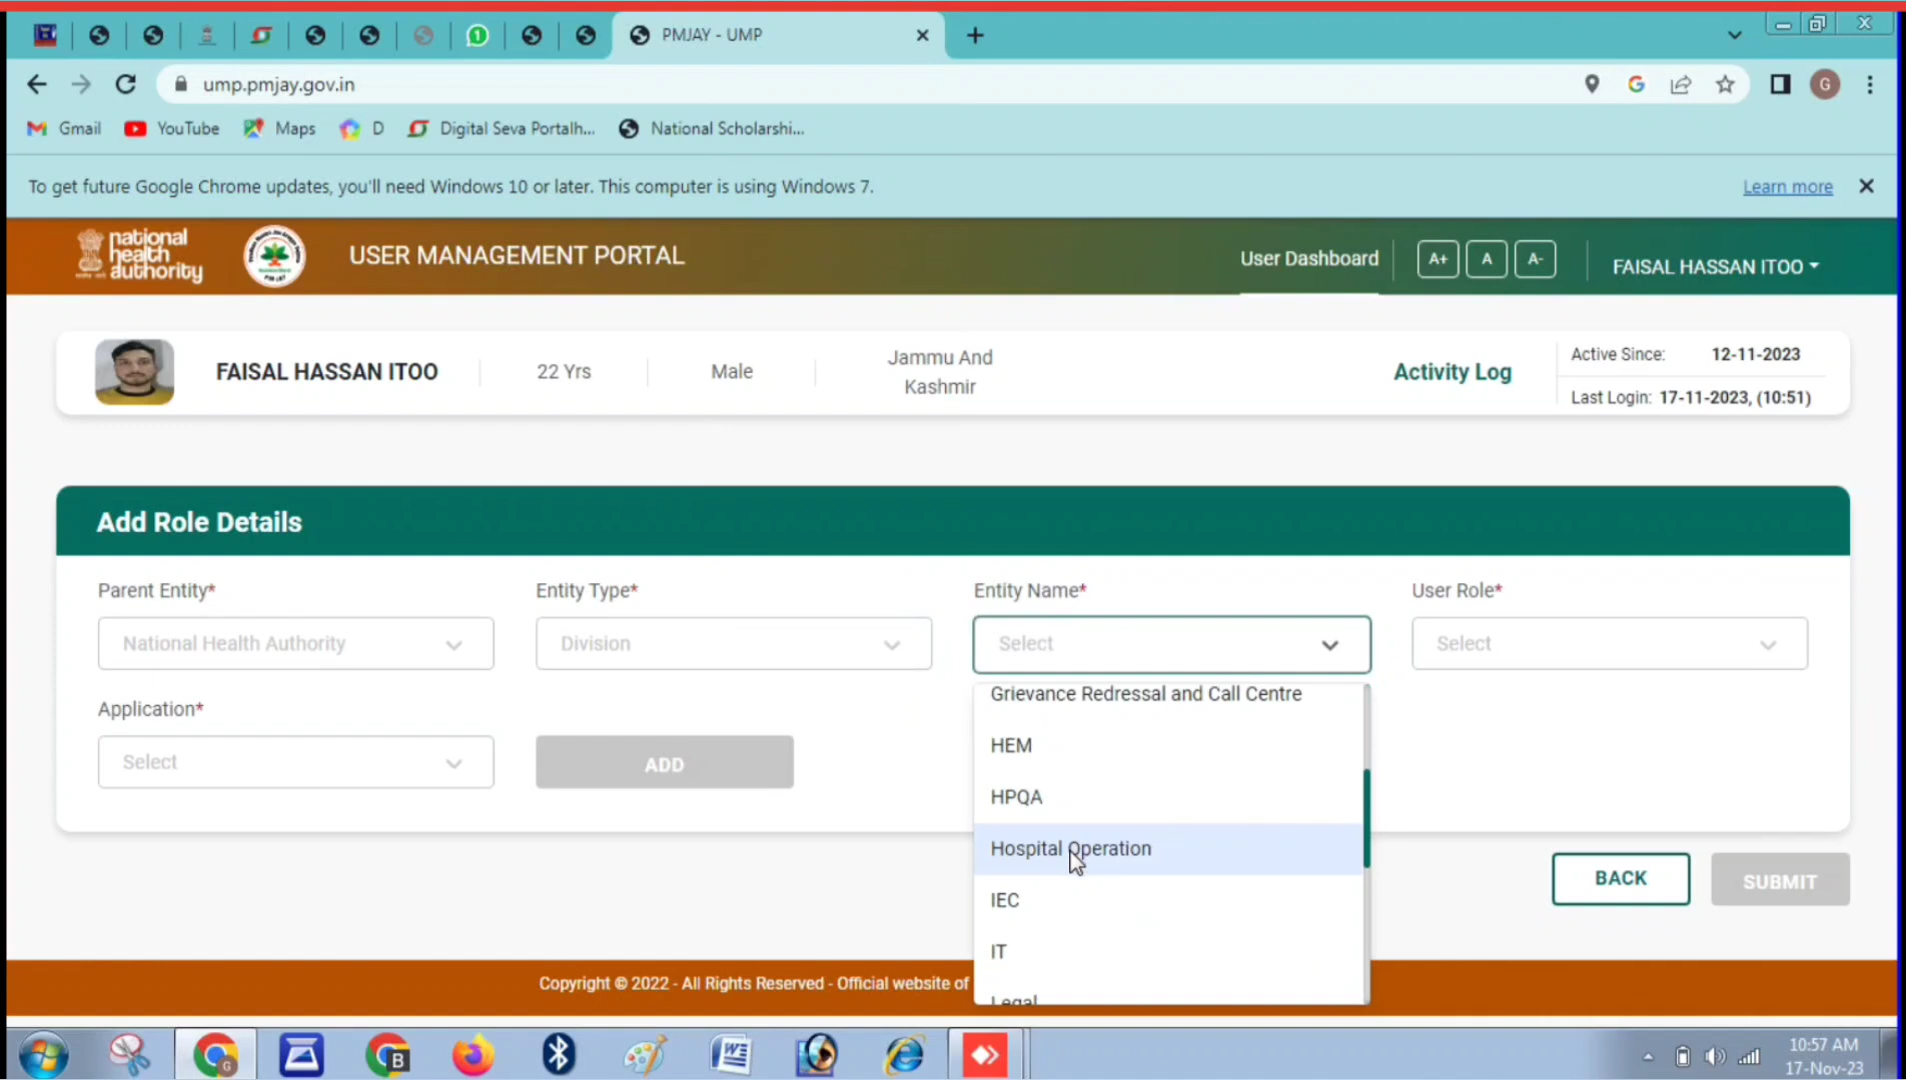 PMJAY - UMP
ump.pmjay.gov.in
G
Gmail
YouTube
Maps
D
Digital Seva Portalh...
National Scholarshi...
To get future Google Chrome updates, you'll need Windows 10 or later. This computer is using Windows 7.
Learn more
national
health
authority
USER MANAGEMENT PORTAL
User Dashboard
A+
A
A-
FAISAL HASSAN ITOO
FAISAL HASSAN ITOO
22 Yrs
Male
Jammu And
Kashmir
Activity Log
Active Since: 12-11-2023
Last Login: 17-11-2023, (10:51)
Add Role Details
Parent Entity*
Entity Type*
Entity Name*
User Role*
National Health Authority
Division
Select
Select
Grievance Redressal and Call Centre
HEM
HPQA
Hospital Operation
IEC
IT
Legal
Application*
Select
ADD
BACK
SUBMIT
Copyright © 2022 - All Rights Reserved - Official website of
10:57 AM
17-Nov-23